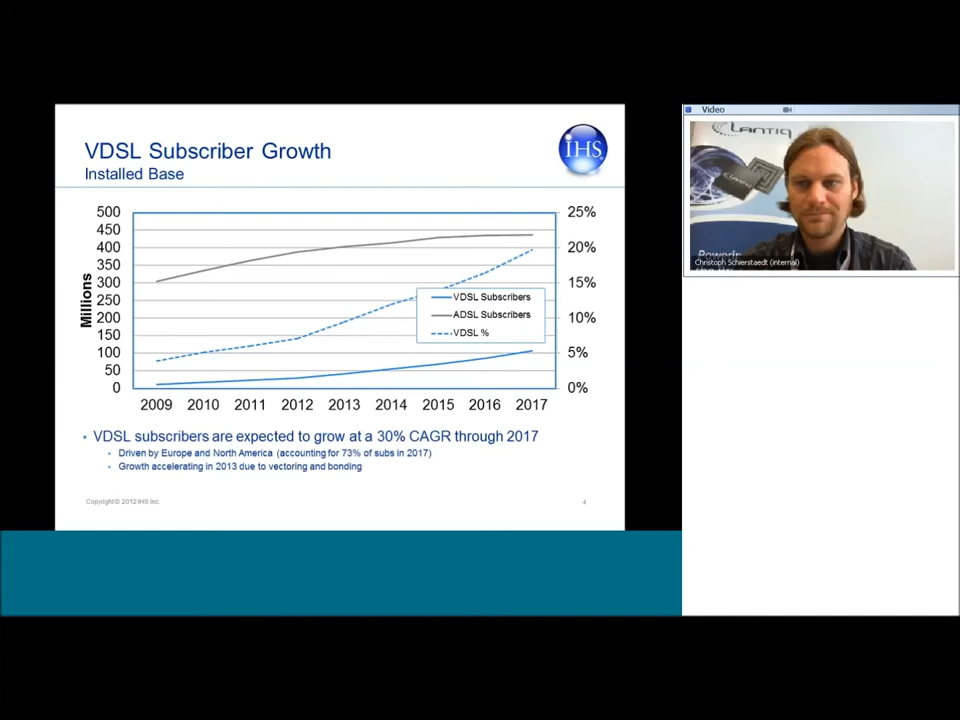 VDSL Subscriber Growth
Installed Base
IHS
500
450
400
350
300
250
200
150
100
50
0
Millions
25%
20%
15%
10%
5%
0%
VDSL Subscribers
ADSL Subscribers
VDSL %
2009 2010 2011 2012 2013 2014 2015 2016 2017
• VDSL subscribers are expected to grow at a 30% CAGR through 2017
• Driven by Europe and North America (accounting for 73% of subs in 2017)
• Growth accelerating in 2013 due to vectoring and bonding
Copyright © 2012 IHS Inc.
4
Video
LANTIQ
LANTIQ
Powering
Christoph Schierstaedt (internal)